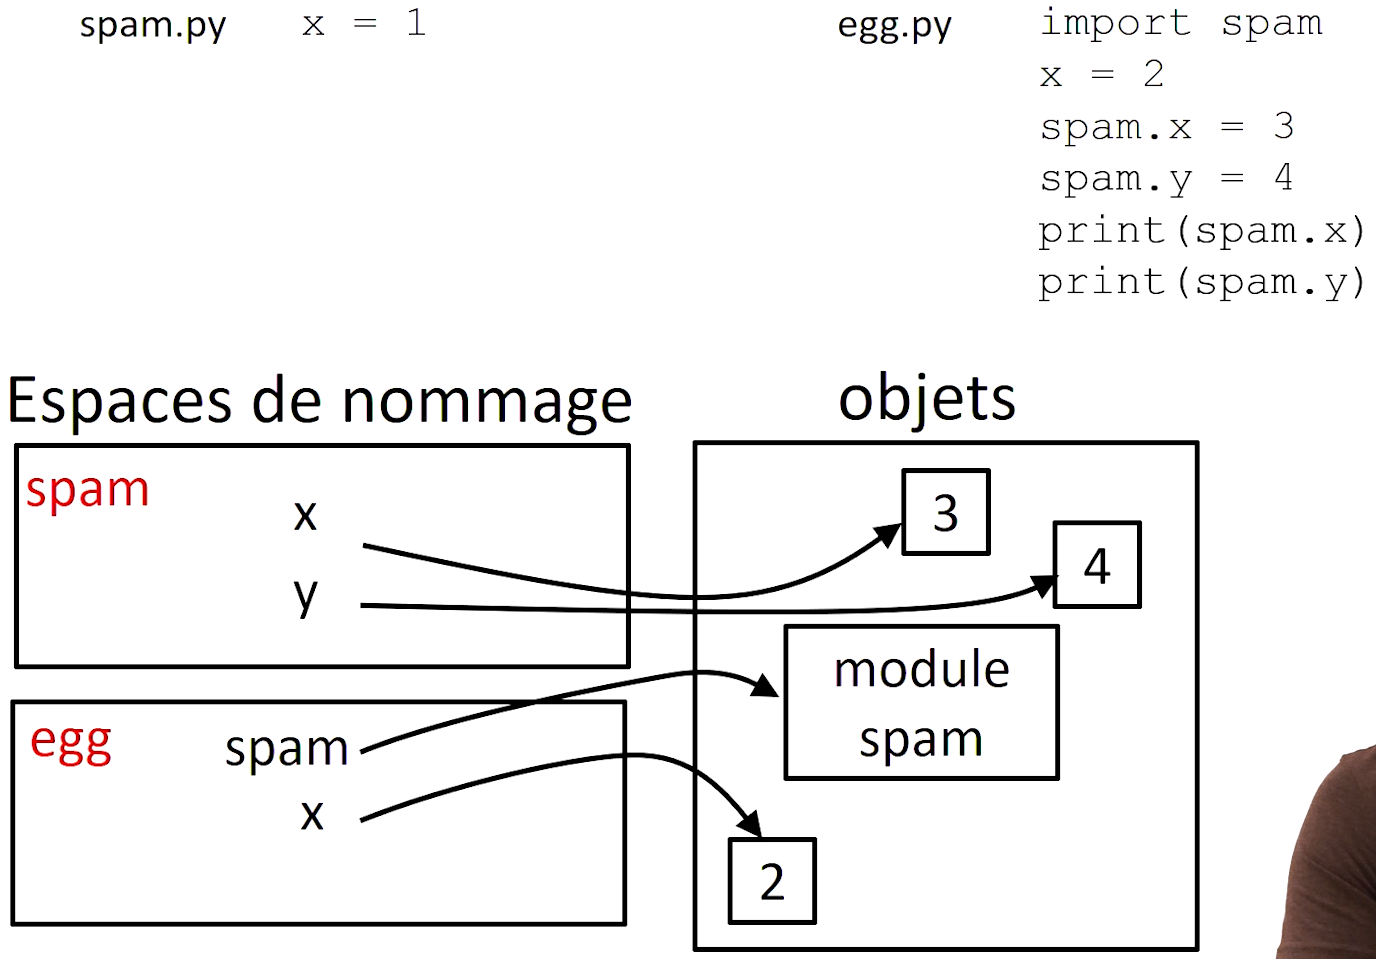 spam.py x = 1
egg.py import spam
x = 2
spam.x = 3
spam.y = 4
print(spam.x)
print(spam.y)
Espaces de nommage
objets
spam
x
y
3
4
module
spam
egg
spam
x
2